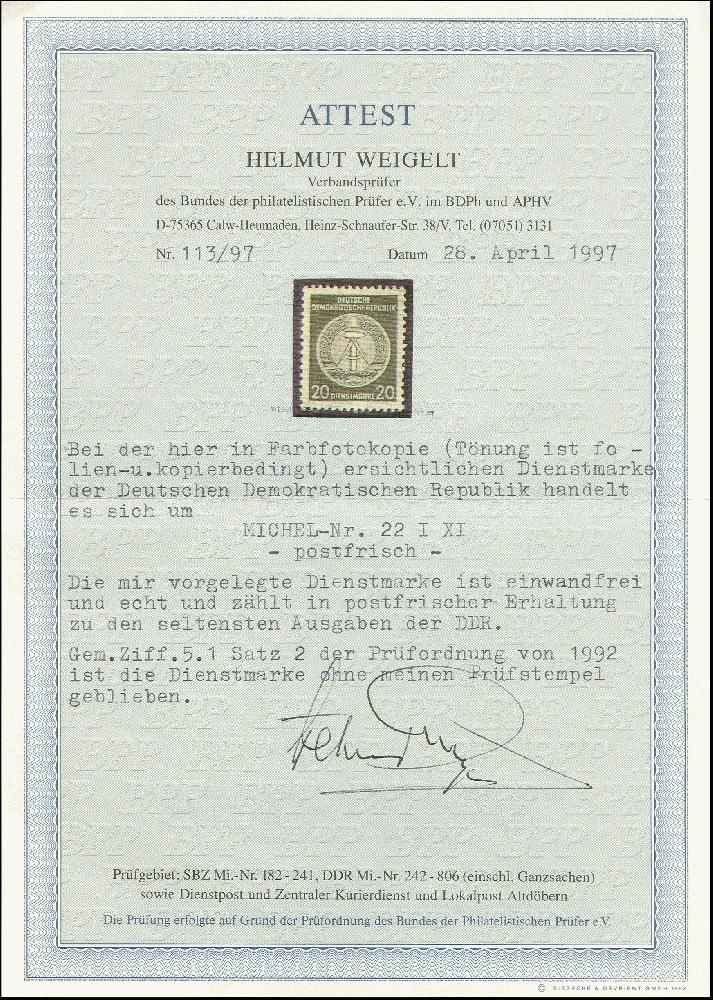 ATTEST
HELMUT WEIGELT
Verbandsprüfer
des Bundes der philatelistischen Prüfer e.V. im BDPh und APHV
D-75365 Calw-Heumaden, Heinz-Schnaufer-Str. 38/V, Tel. (07051) 3131
Nr. 113/97 Datum 28. April 1997
DEUTSCHE
DEMOKRATISCHE REPUBLIK
20 DIENSTMARKE 20
Bei der hier in Farbfotokopie (Tönung ist fo -
lien-u.kopierbedingt) ersichtlichen Dienstmarke
der Deutschen Demokratischen Republik handelt
es sich um
MICHEL-Nr. 22 I XI
- postfrisch -
Die mir vorgelegte Dienstmarke ist einwandfrei
und echt und zählt in postfrischer Erhaltung
zu den seltensten Ausgaben der DDR.
Gem.Ziff.5.1 Satz 2 der Prüfordnung von 1992
ist die Dienstmarke ohne meinen Prüfstempel
geblieben.
Prüfgebiet: SBZ Mi.-Nr. 182 - 241, DDR Mi.-Nr. 242 - 806 (einschl. Ganzsachen)
sowie Dienstpost und Zentraler Kurierdienst und Lokalpost Altdöbern
Die Prüfung erfolgte auf Grund der Prüfordnung des Bundes der Philatelistischen Prüfer e.V.
© GIESECKE & DEVRIENT GMBH 1992